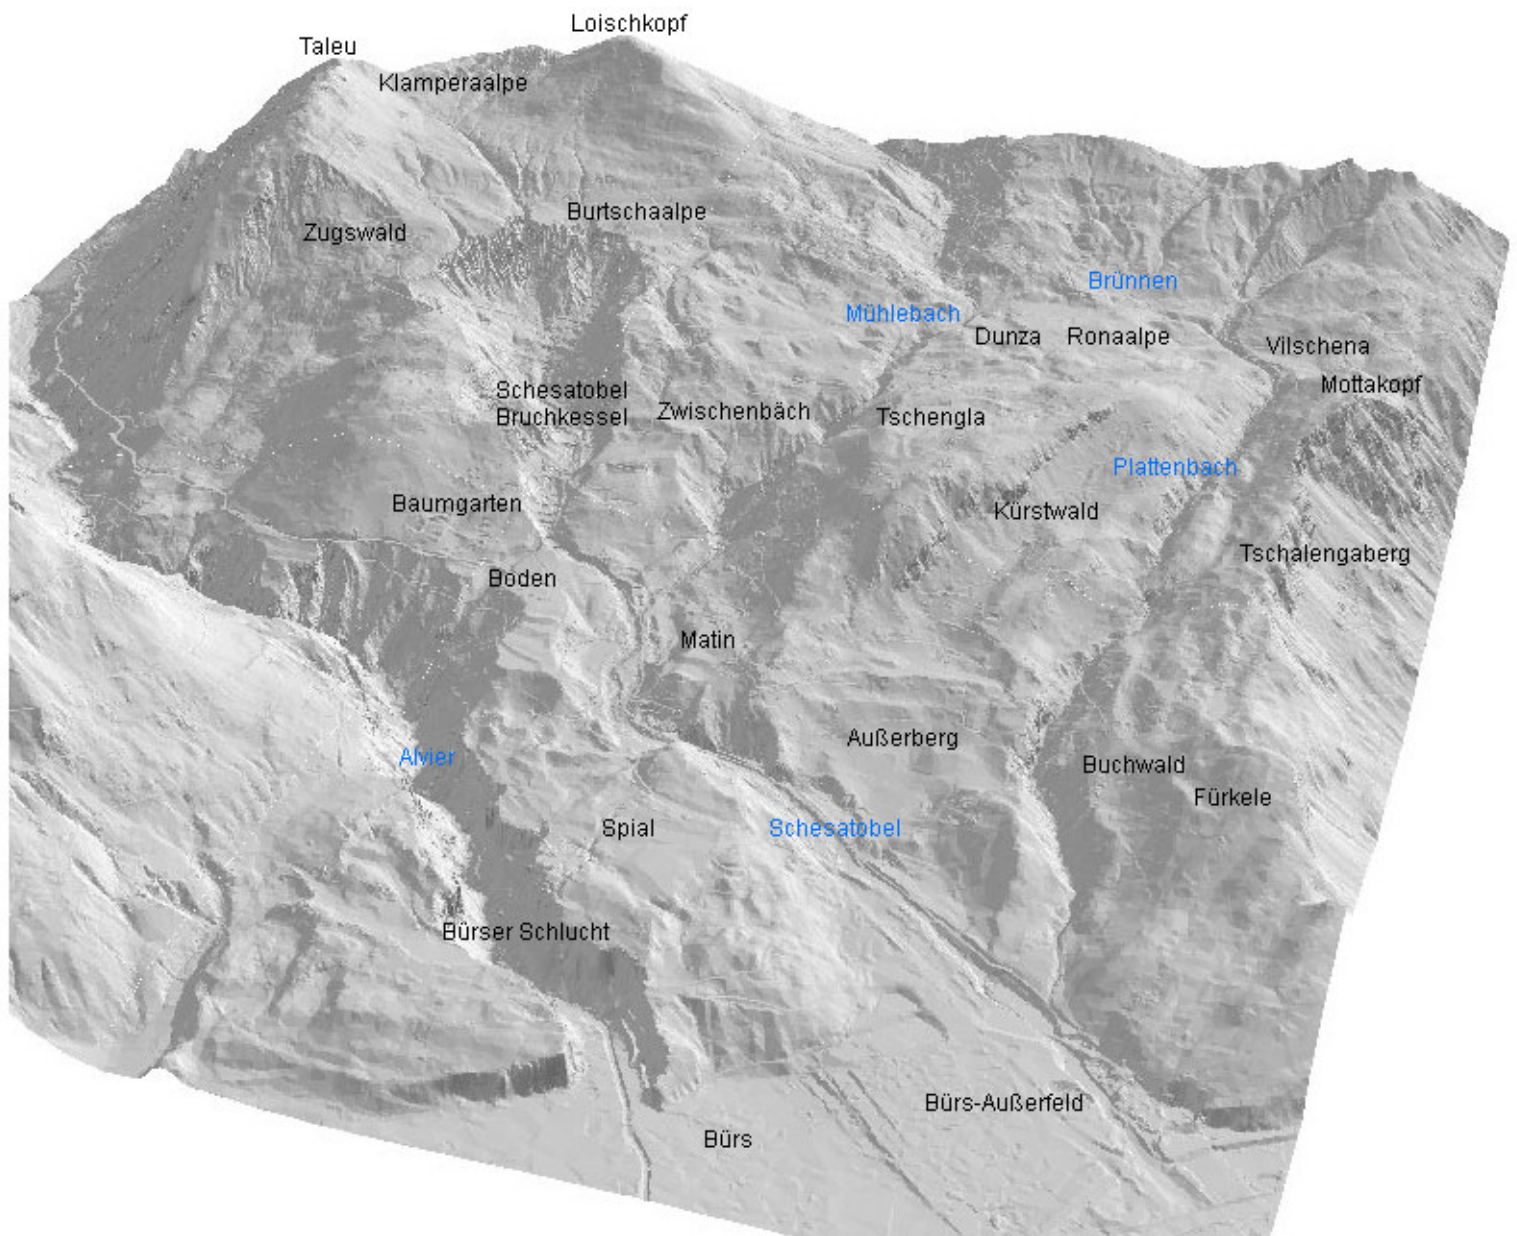 Loischkopf
Taleu
Klamperaalpe
Burtschaalpe
Zugswald
Brünnen
Mühlebach
Dunza
Ronaalpe
Vilschena
Mottakopf
Schesatobel
Bruchkessel
Zwischenbäch
Tschengla
Plattenbach
Baumgarten
Kürstwald
Tschalengaberg
Boden
Matin
Außerberg
Alvier
Buchwald
Fürkele
Spial
Schesatobel
Bürser Schlucht
Bürs-Außerfeld
Bürs